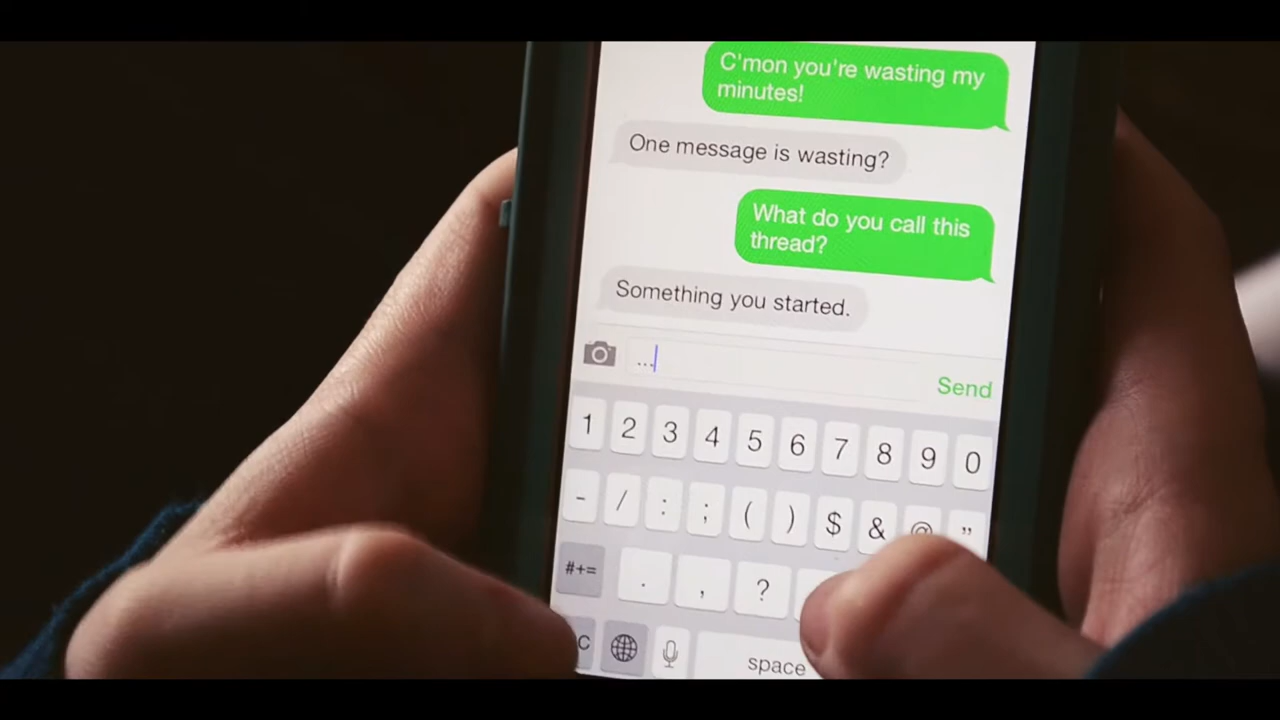 C'mon you're wasting my
minutes!
One message is wasting?
What do you call this
thread?
Something you started.
...
Send
1 2 3 4 5 6 7 8 9 0
- / : ; ( ) $ & @ "
#+= . , ?
space